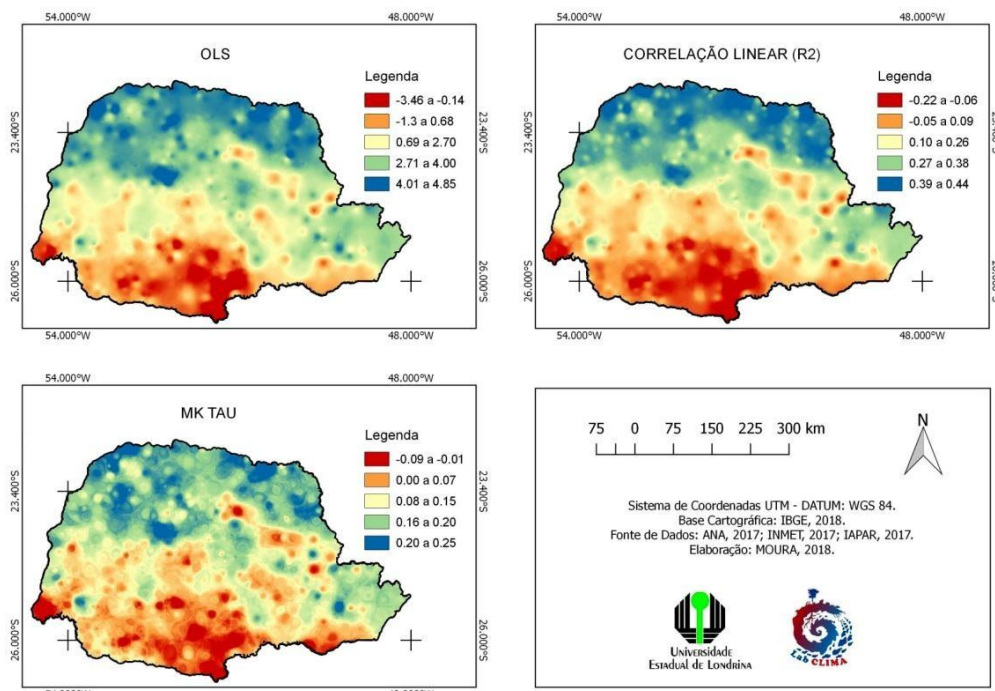 54.000°W
48.000°W
OLS
Legenda
-3.46 a -0.14
-1.3 a 0.68
0.69 a 2.70
2.71 a 4.00
4.01 a 4.85
23.400°S
23.400°S
26.000°S
26.000°S
54.000°W
48.000°W
CORRELAÇÃO LINEAR (R2)
Legenda
-0.22 a -0.06
-0.05 a 0.09
0.10 a 0.26
0.27 a 0.38
0.39 a 0.44
23.400°S
26.000°S
54.000°W
48.000°W
54.000°W
48.000°W
MK TAU
Legenda
-0.09 a -0.01
0.00 a 0.07
0.08 a 0.15
0.16 a 0.20
0.20 a 0.25
23.400°S
23.400°S
26.000°S
26.000°S
75 0 75 150 225 300 km
N
Sistema de Coordenadas UTM - DATUM: WGS 84.
Base Cartográfica: IBGE, 2018.
Fonte de Dados: ANA, 2017; INMET, 2017; IAPAR, 2017.
Elaboração: MOURA, 2018.
Universidade
Estadual de Londrina
Lab CLIMA